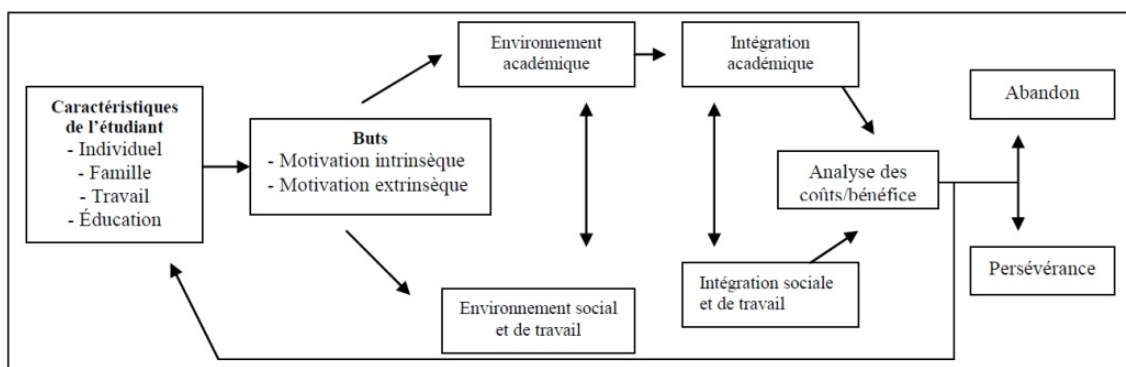 Caractéristiques
de l'étudiant
- Individuel
- Famille
- Travail
- Éducation
Buts
- Motivation intrinsèque
- Motivation extrinsèque
Environnement
académique
Intégration
académique
Environnement social
et de travail
Intégration sociale
et de travail
Analyse des
coûts/bénéfice
Abandon
Persévérance